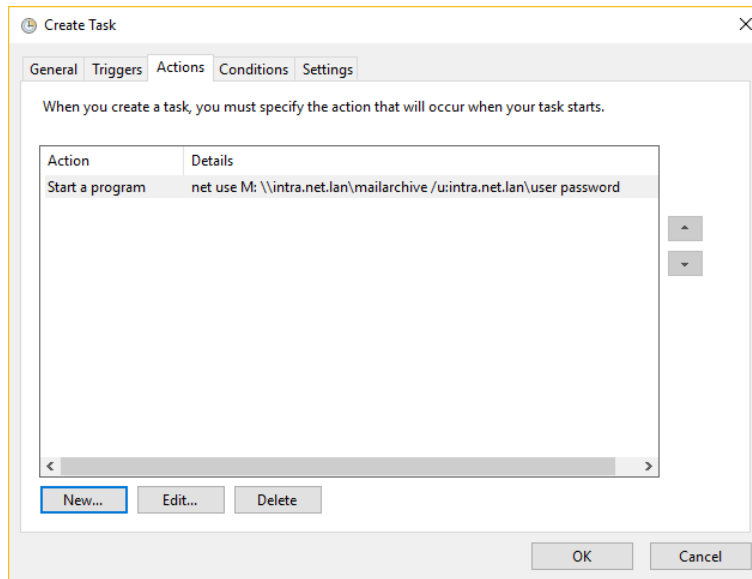 Create Task
General Triggers Actions Conditions Settings
When you create a task, you must specify the action that will occur when your task starts.
Action Details
Start a program net use M: \\intra.net.lan\mailarchive /u:intra.net.lan\user password
New... Edit... Delete
OK Cancel